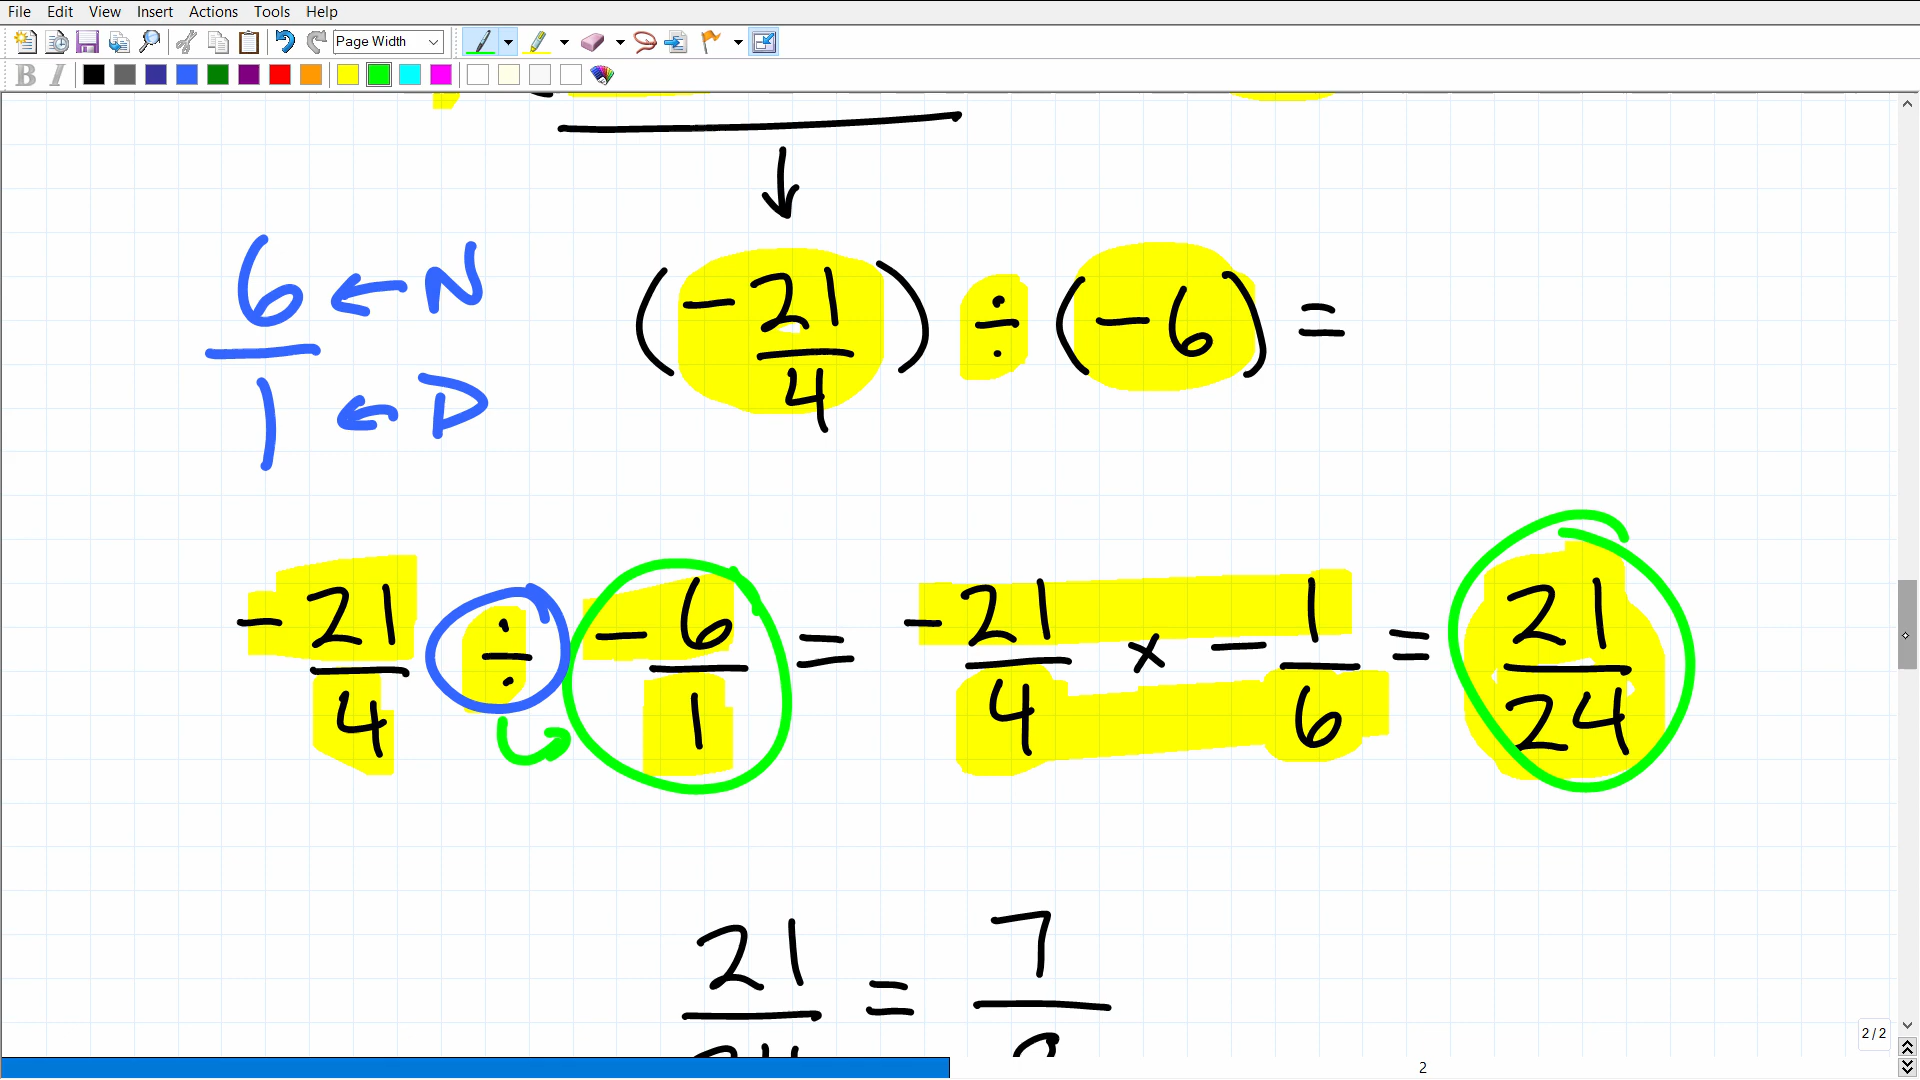 File Edit View Insert Actions Tools Help
Page Width
B I
6 ← N
1 ← D
(-21/4) ÷ (-6) =
-21/4 ÷ -6/1 = -21/4 × -1/6 = 21/24
21 = 7
2/2
2